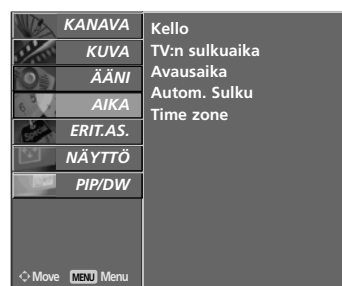 KANAVA
KUVA
ÄÄNI
AIKA
ERIT.AS.
NÄYTTÖ
PIP/DW
Move MENU Menu
Kello
TV:n sulkuaika
Avausaika
Autom. Sulku
Time zone